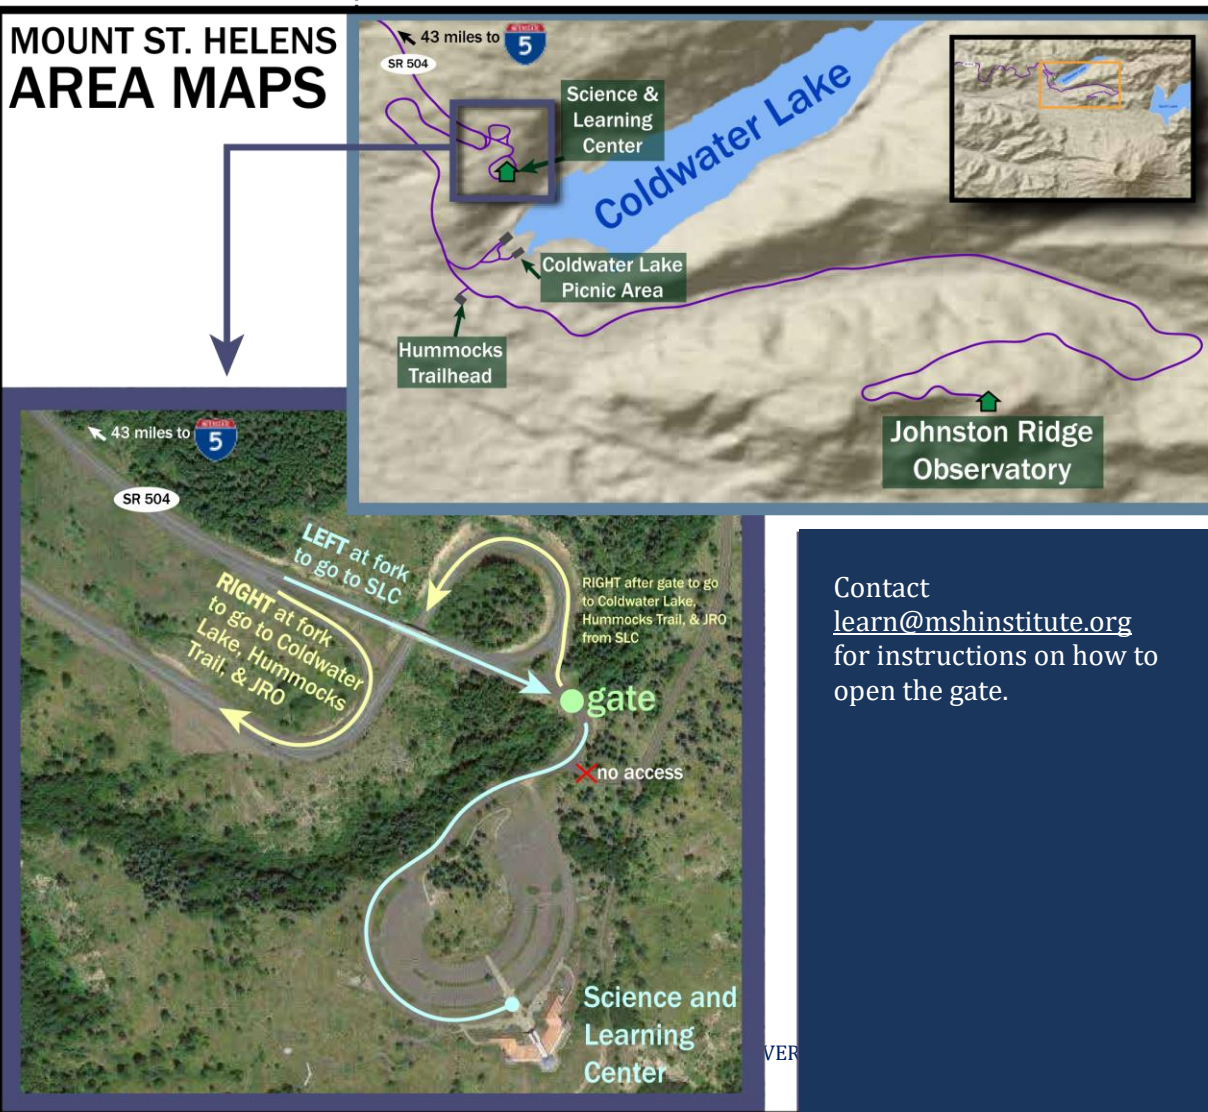 MOUNT ST. HELENS
AREA MAPS
43 miles to
INTERSTATE
5
SR 504
Science &
Learning
Center
Coldwater Lake
Coldwater Lake
Picnic Area
Hummocks
Trailhead
Johnston Ridge
Observatory
43 miles to
INTERSTATE
5
SR 504
LEFT at fork
to go to SLC
RIGHT at fork
to go to Coldwater
Lake, Hummocks
Trail, & JRO
RIGHT after gate to go
to Coldwater Lake,
Hummocks Trail, & JRO
from SLC
gate
no access
Science and
Learning
Center
VER
Contact
learn@mshinstitute.org
for instructions on how to
open the gate.